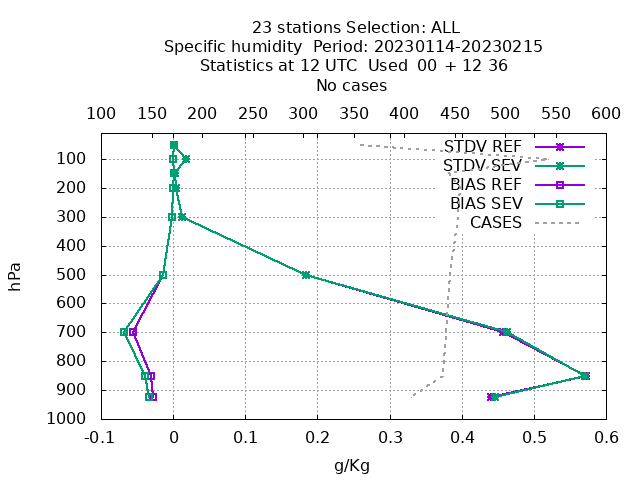 23 stations Selection: ALL
Specific humidity  Period: 20230114-20230215
Statistics at 12 UTC  Used  00 + 12 36
No cases
100 150 200 250 300 350 400 450 500 550 600
STDV REF
STDV SEV
BIAS REF
BIAS SEV
CASES
100
200
300
400
500
600
700
800
900
1000
hPa
-0.1 0 0.1 0.2 0.3 0.4 0.5 0.6
g/Kg